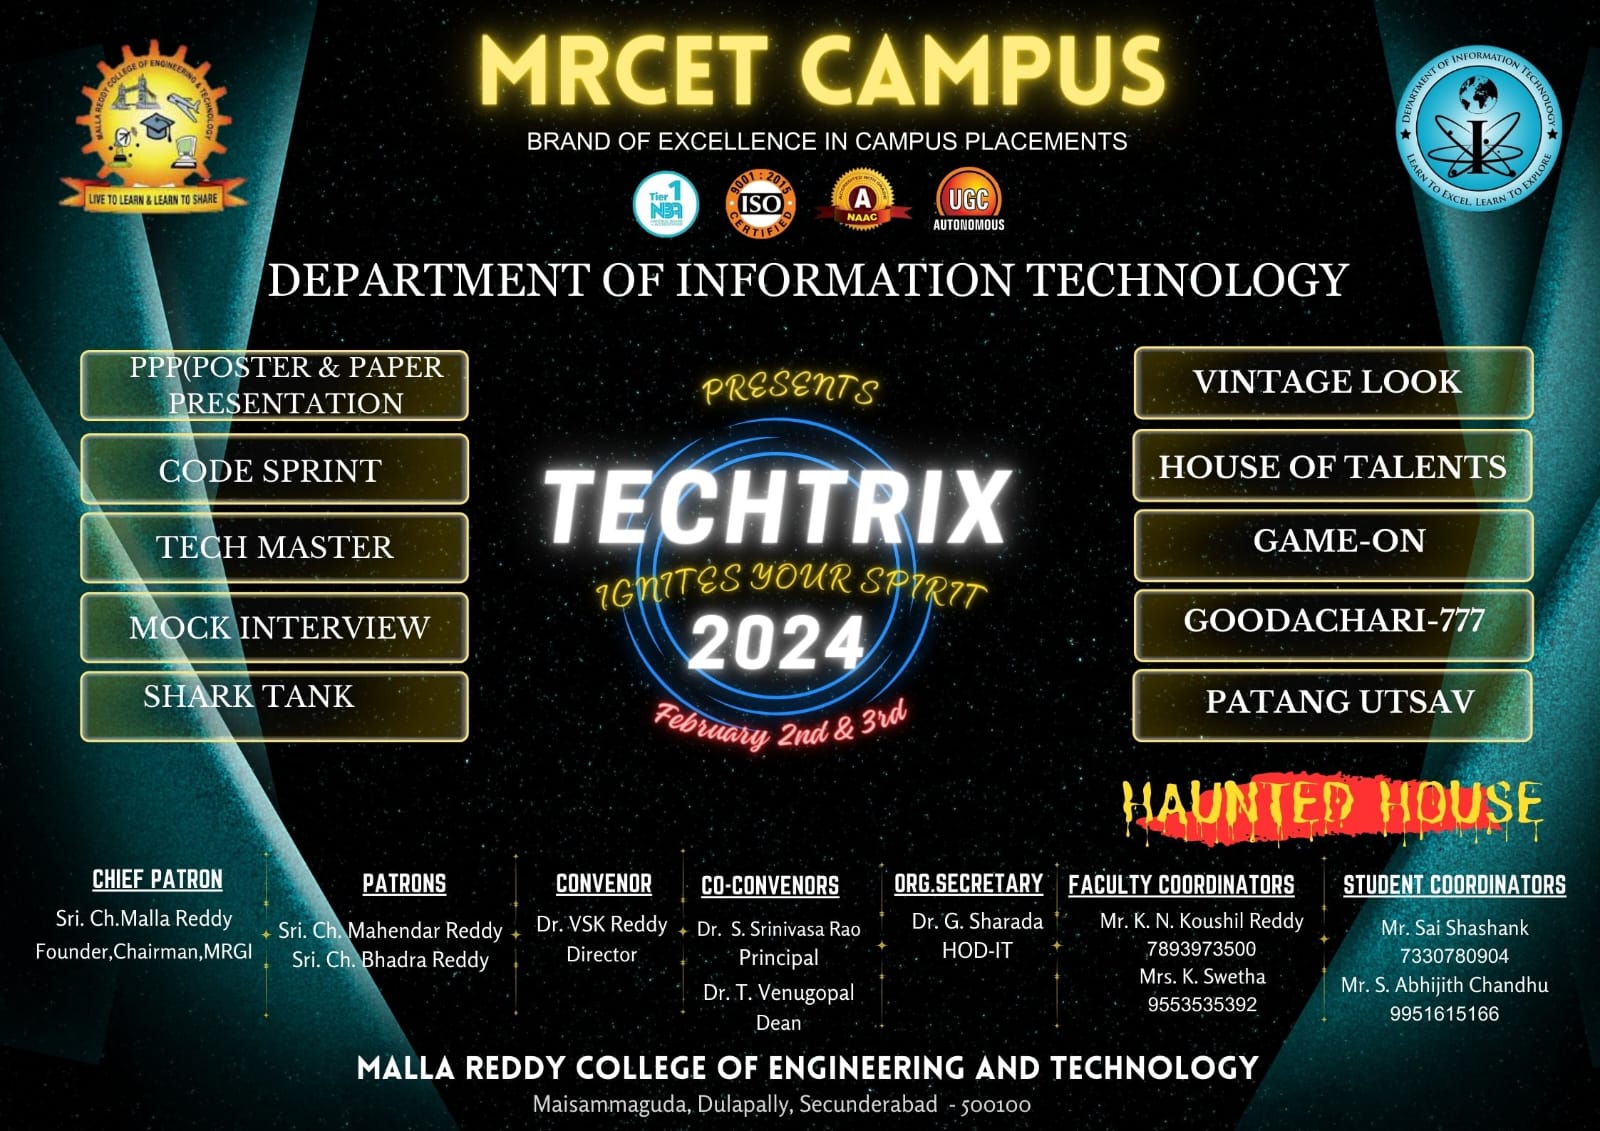 MRCET CAMPUS
BRAND OF EXCELLENCE IN CAMPUS PLACEMENTS
MALLA REDDY COLLEGE OF ENGINEERING & TECHNOLOGY
LIVE TO LEARN & LEARN TO SHARE
Tier 1
NBA
9001 : 2015
ISO
CERTIFIED
A
NAAC
UGC
AUTONOMOUS
DEPARTMENT OF INFORMATION TECHNOLOGY
I
LEARN TO EXCEL, LEARN TO EXPLORE
DEPARTMENT OF INFORMATION TECHNOLOGY
PPP(POSTER & PAPER
PRESENTATION
CODE SPRINT
TECH MASTER
MOCK INTERVIEW
SHARK TANK
PRESENTS
TECHTRIX
IGNITES YOUR SPIRIT
2024
February 2nd & 3rd
VINTAGE LOOK
HOUSE OF TALENTS
GAME-ON
GOODACHARI-777
PATANG UTSAV
HAUNTED HOUSE
CHIEF PATRON
Sri. Ch.Malla Reddy
Founder,Chairman,MRGI
PATRONS
Sri. Ch. Mahendar Reddy
Sri. Ch. Bhadra Reddy
CONVENOR
Dr. VSK Reddy
Director
CO-CONVENORS
Dr. S. Srinivasa Rao
Principal
Dr. T. Venugopal
Dean
ORG.SECRETARY
Dr. G. Sharada
HOD-IT
FACULTY COORDINATORS
Mr. K. N. Koushil Reddy
7893973500
Mrs. K. Swetha
9553535392
STUDENT COORDINATORS
Mr. Sai Shashank
7330780904
Mr. S. Abhijith Chandhu
9951615166
MALLA REDDY COLLEGE OF ENGINEERING AND TECHNOLOGY
Maisammaguda, Dulapally, Secunderabad - 500100